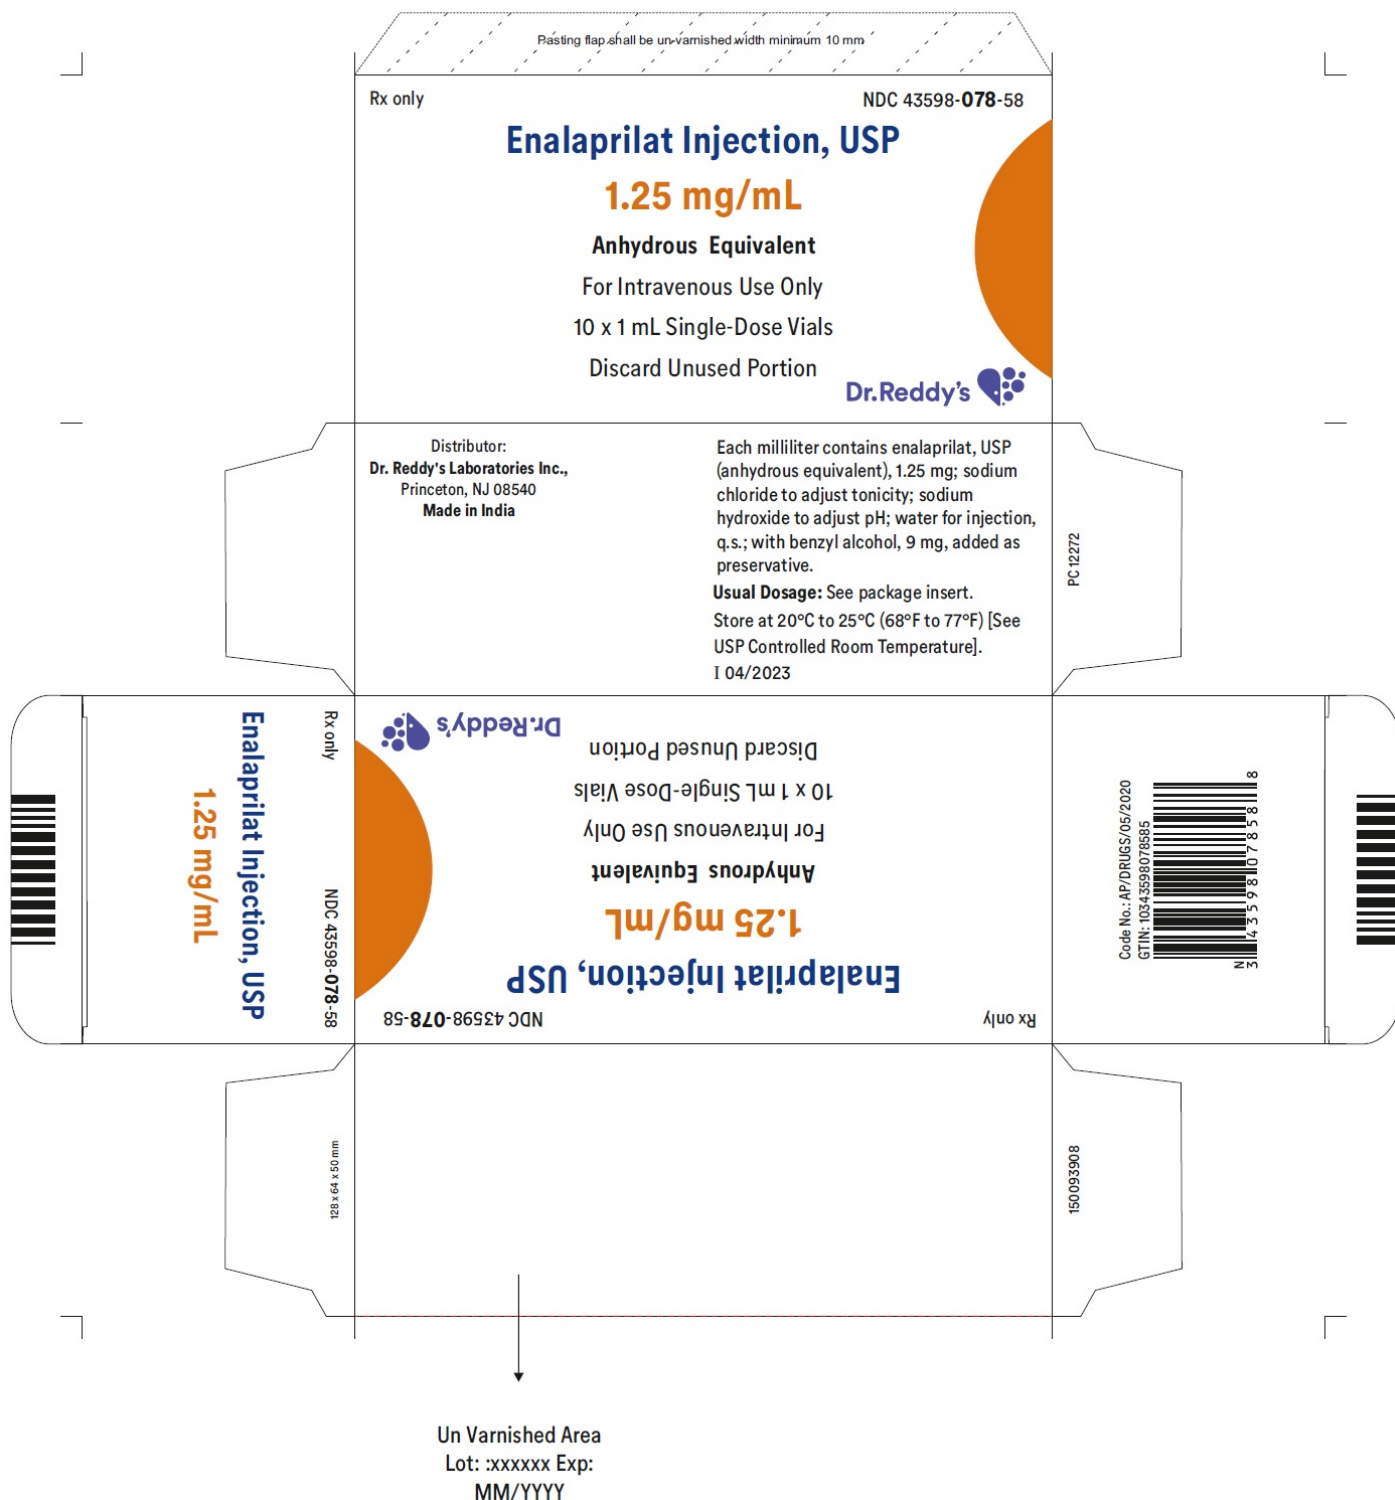 Pasting flap shall be un-varnished width minimum 10 mm
Rx only
NDC 43598-078-58
Enalaprilat Injection, USP
1.25 mg/mL
Anhydrous Equivalent
For Intravenous Use Only
10 x 1 mL Single-Dose Vials
Discard Unused Portion
Dr.Reddy's
Distributor:
Dr. Reddy's Laboratories Inc.,
Princeton, NJ 08540
Made in India
Each milliliter contains enalaprilat, USP
(anhydrous equivalent), 1.25 mg; sodium
chloride to adjust tonicity; sodium
hydroxide to adjust pH; water for injection,
q.s.; with benzyl alcohol, 9 mg, added as
preservative.
Usual Dosage: See package insert.
Store at 20°C to 25°C (68°F to 77°F) [See
USP Controlled Room Temperature].
I 04/2023
PC12272
Rx only
NDC 43598-078-58
Enalaprilat Injection, USP
1.25 mg/mL
Rx only
NDC 43598-078-58
Enalaprilat Injection, USP
1.25 mg/mL
Anhydrous Equivalent
For Intravenous Use Only
10 x 1 mL Single-Dose Vials
Discard Unused Portion
Dr.Reddy's
Code No.: AP/DRUGS/05/2020
GTIN: 10343598078585
N
3 43598 07858 8
128 x 64 x 50 mm
150093908
Un Varnished Area
Lot: :xxxxxx Exp:
MM/YYYY